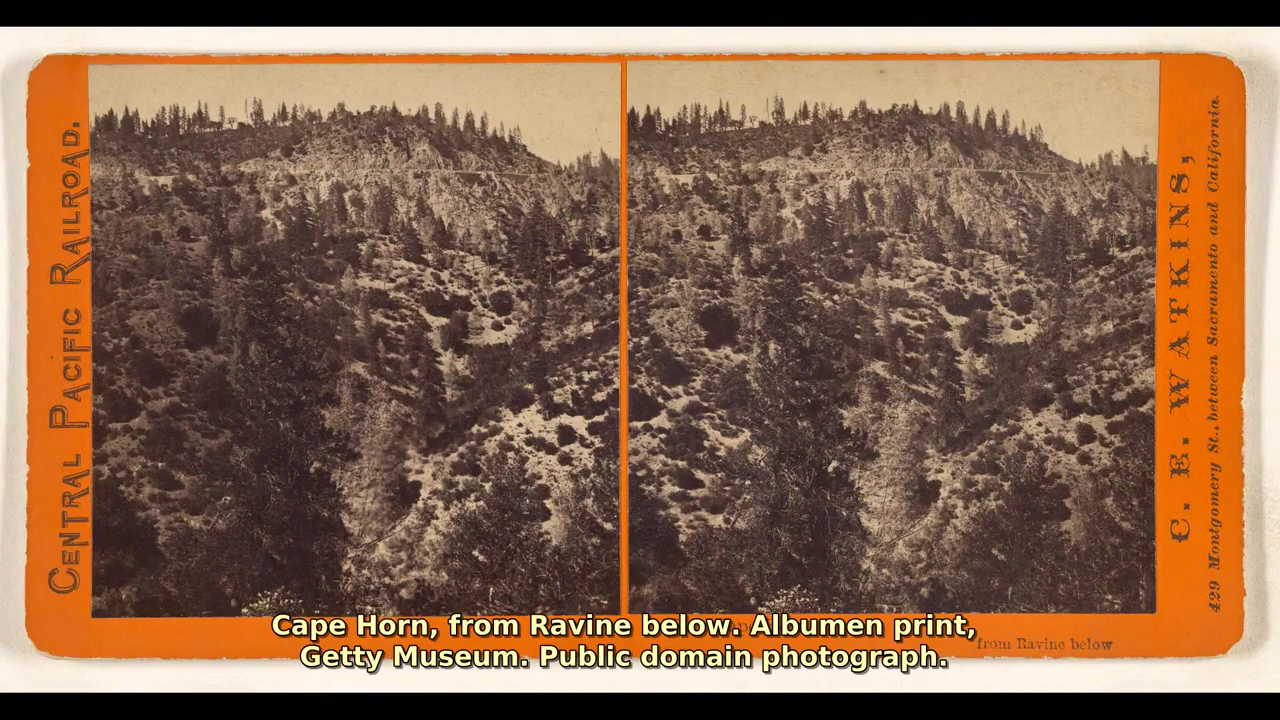 CENTRAL PACIFIC RAILROAD.
C. E. WATKINS,
429 Montgomery St., between Sacramento and California.
from Ravine below
Cape Horn, from Ravine below. Albumen print,
Getty Museum. Public domain photograph.